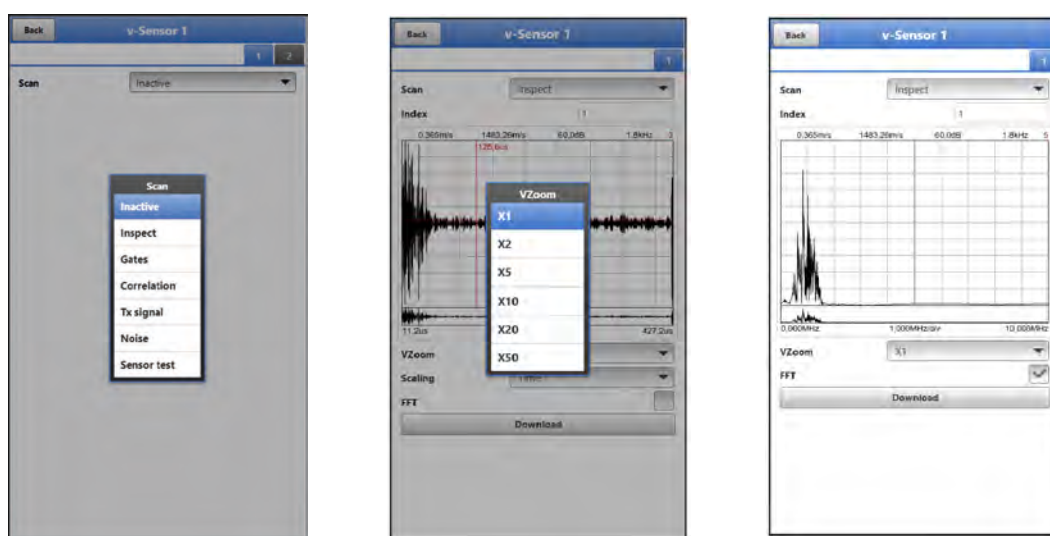 Back
v-Sensor 1
1
2
Scan
Inactive
Scan
Inactive
Inspect
Gates
Correlation
Tx signal
Noise
Sensor test
Back
v-Sensor 1
1
Scan
Inspect
Index
1
0.365m/s 1483.29m/s 60.0dB 1.8kHz
126.6us
VZoom
X1
X2
X5
X10
X20
X50
11.2us
427.2us
VZoom
Scaling
Time
FFT
Download
Back
v-Sensor 1
1
Scan
Inspect
Index
1
0.365m/s 1483.29m/s 60.0dB 1.8kHz
0,000MHz 1,000MHz/div 10,000MHz
VZoom
X1
FFT
Download